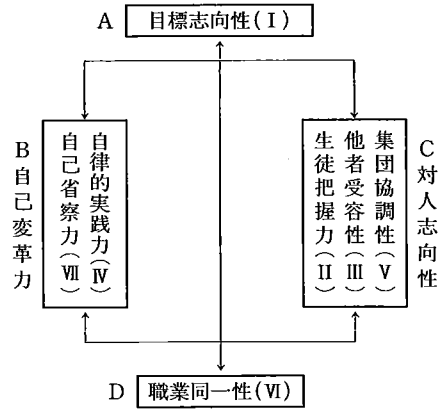 A 目標志向性(Ⅰ)
B 自己変革力
自律的実践力(Ⅳ)
自己省察力(Ⅶ)
C 対人志向性
集団協調性(Ⅴ)
他者受容性(Ⅲ)
生徒把握力(Ⅱ)
D 職業同一性(Ⅵ)